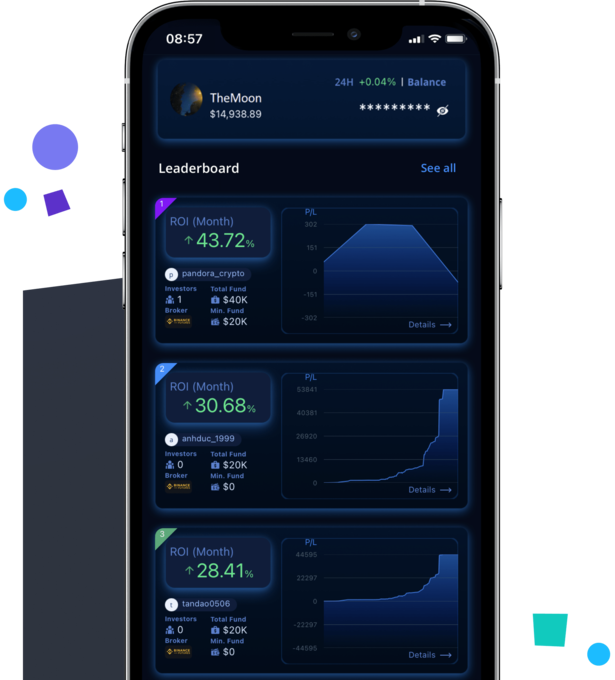 08:57
24H +0.04% | Balance
TheMoon
$14,938.89
*********
Leaderboard See all
1
ROI (Month)
43.72%
p pandora_crypto
Investors Total Fund
1 $40K
Broker Min. Fund
BINANCE $20K
P/L
302
151
0
-151
-302
Details
2
ROI (Month)
30.68%
a anhduc_1999
Investors Total Fund
0 $20K
Broker Min. Fund
BINANCE $0
P/L
53841
40381
26920
13460
0
Details
3
ROI (Month)
28.41%
t tandao0506
Investors Total Fund
0 $20K
Broker Min. Fund
BINANCE $0
P/L
44595
22297
0
-22297
-44595
Details